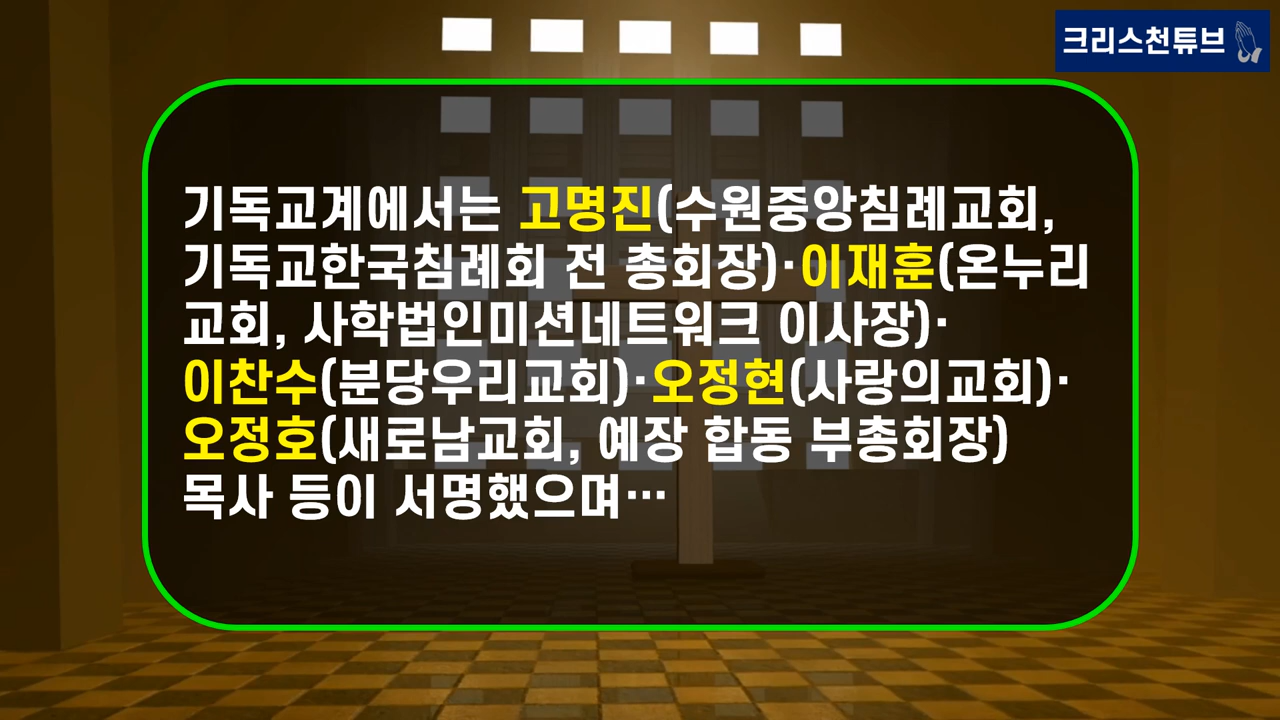 크리스천튜브
기독교계에서는 고명진(수원중앙침례교회,
기독교한국침례회 전 총회장)·이재훈(온누리
교회, 사학법인미션네트워크 이사장)·
이찬수(분당우리교회)·오정현(사랑의교회)·
오정호(새로남교회, 예장 합동 부총회장)
목사 등이 서명했으며…